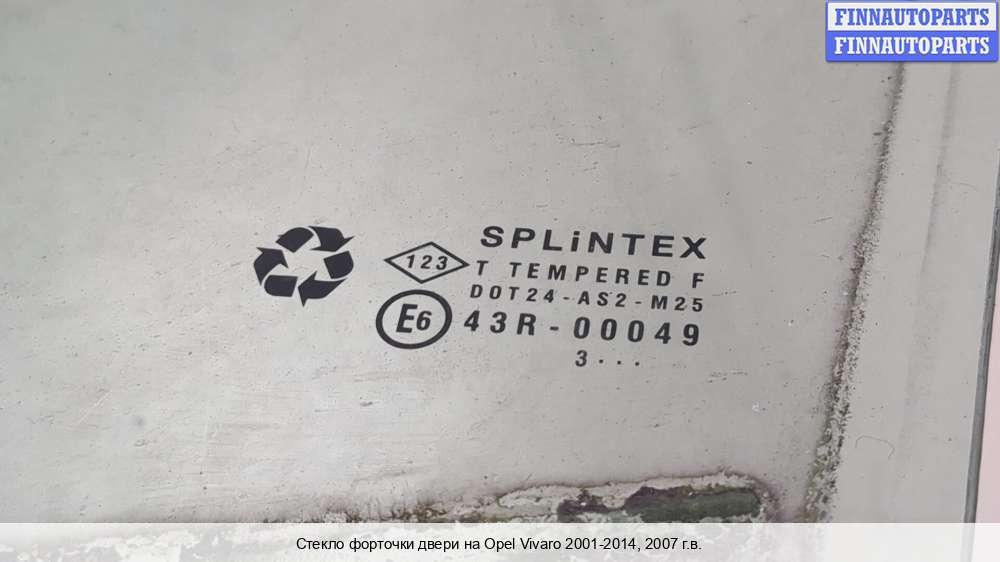 FINNAUTOPARTS
FINNAUTOPARTS
SPLiNTEX
123
T TEMPERED F
DOT24-AS2-M25
E6 43R-00049
3...
Стекло форточки двери на Opel Vivaro 2001-2014, 2007 г.в.